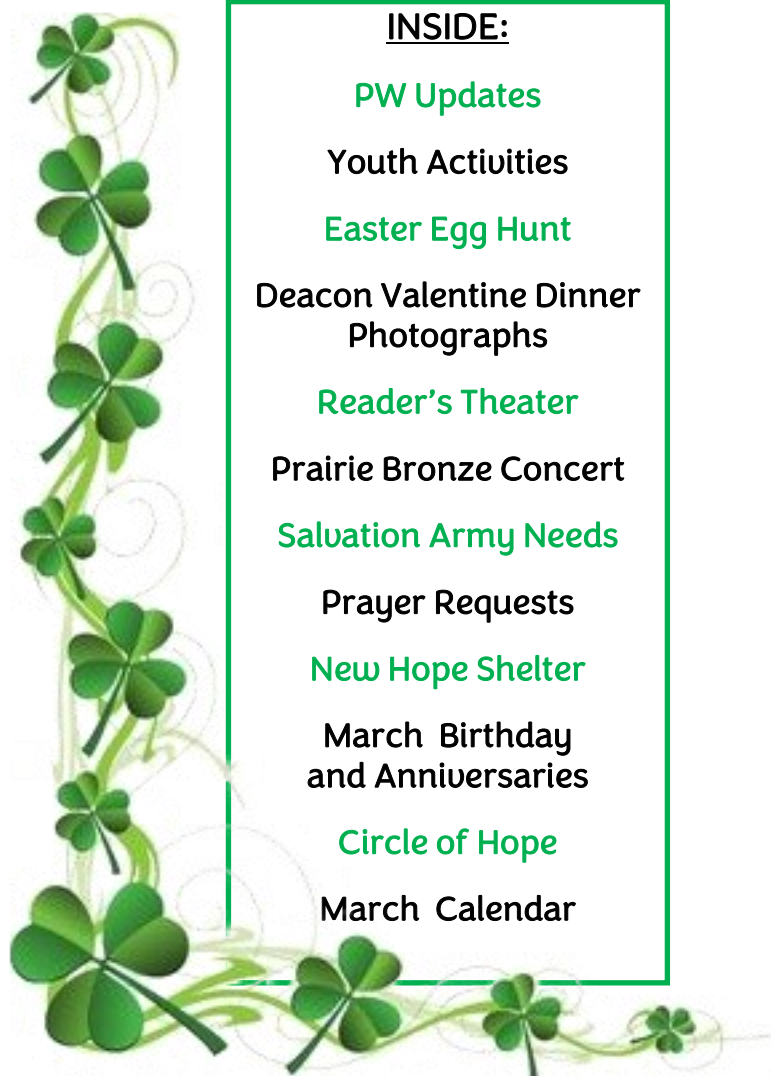 INSIDE:
PW Updates
Youth Activities
Easter Egg Hunt
Deacon Valentine Dinner
Photographs
Reader’s Theater
Prairie Bronze Concert
Salvation Army Needs
Prayer Requests
New Hope Shelter
March  Birthday
and Anniversaries
Circle of Hope
March  Calendar